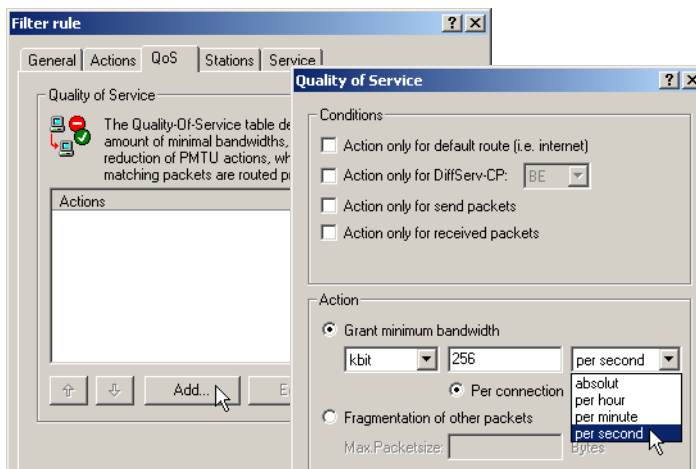 Filter rule
General Actions QoS Stations Service
Quality of Service
The Quality-Of-Service table
amount of minimal bandwidths,
reduction of PMTU actions,
matching packets are routed
Actions
Add...
Quality of Service
Conditions
Action only for default route (i.e. internet)
Action only for DiffServ-CP: BE
Action only for send packets
Action only for received packets
Action
Grant minimum bandwidth
kbit 256 per second
absolut
per hour
per minute
per second
Per connection
Fragmentation of other packets
Max.Packetsize: Bytes